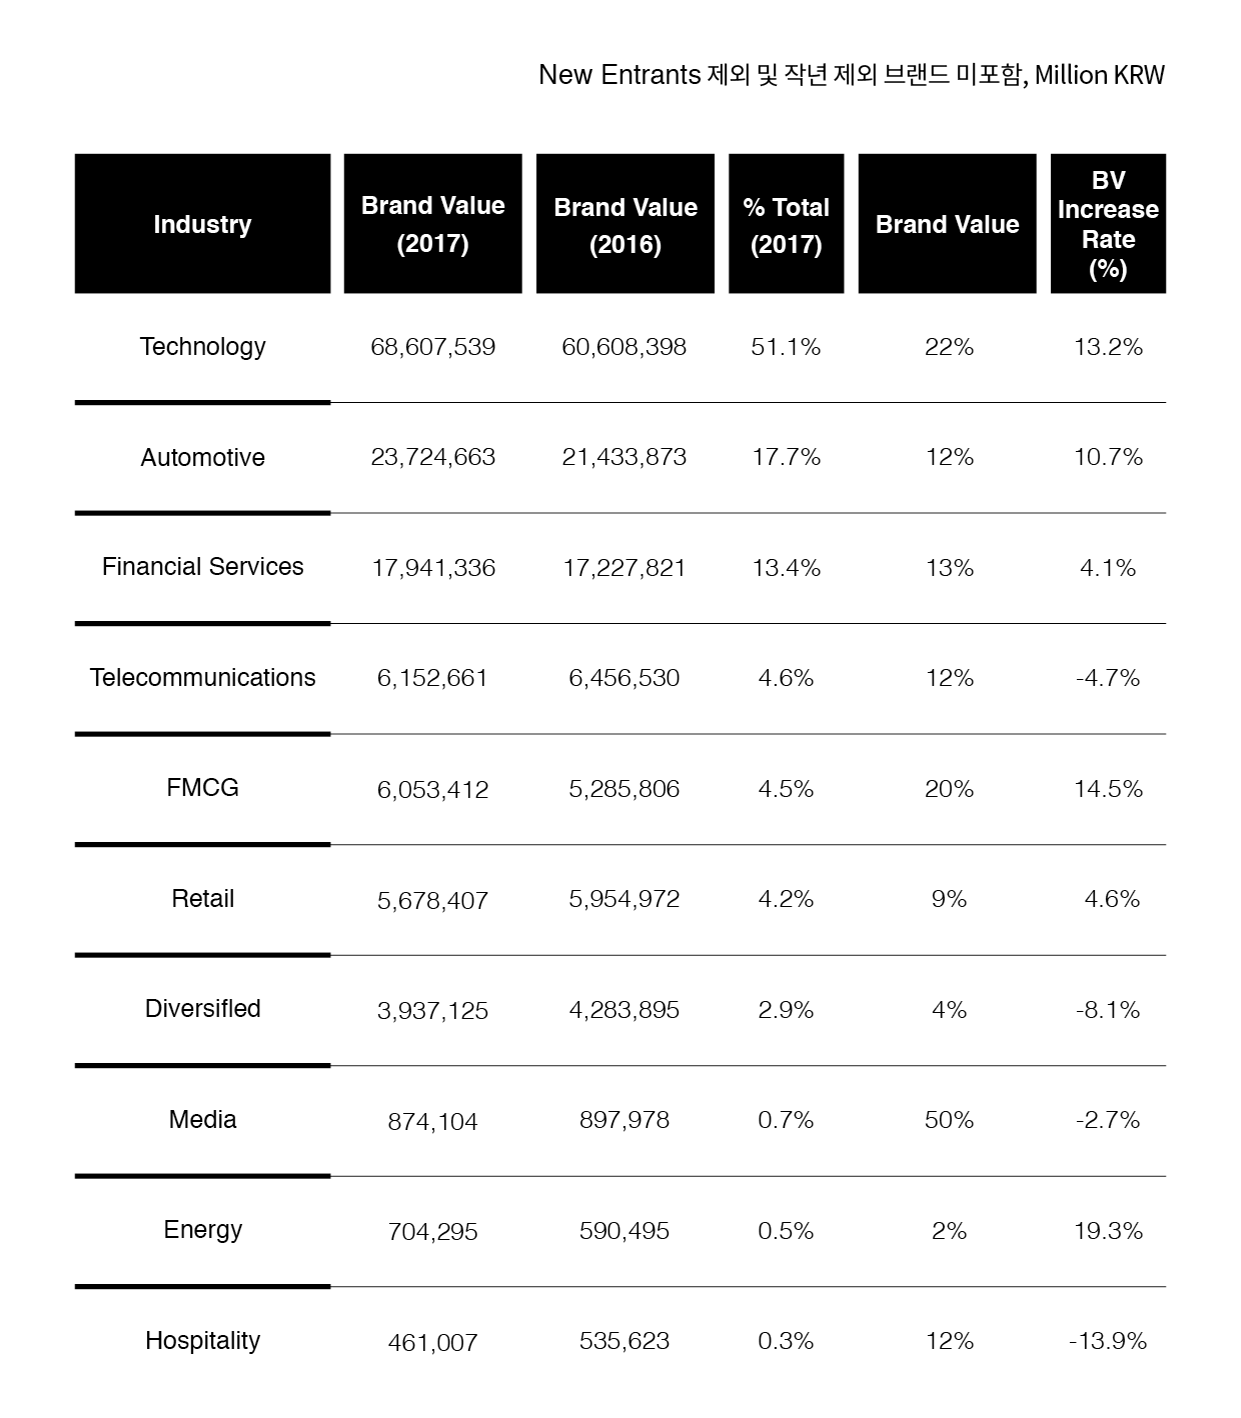 New Entrants 제외 및 작년 제외 브랜드 미포함, Million KRW
Industry Brand Value (2017) Brand Value (2016) % Total (2017) Brand Value BV Increase Rate (%)
Technology 68,607,539 60,608,398 51.1% 22% 13.2%
Automotive 23,724,663 21,433,873 17.7% 12% 10.7%
Financial Services 17,941,336 17,227,821 13.4% 13% 4.1%
Telecommunications 6,152,661 6,456,530 4.6% 12% -4.7%
FMCG 6,053,412 5,285,806 4.5% 20% 14.5%
Retail 5,678,407 5,954,972 4.2% 9% 4.6%
Diversifled 3,937,125 4,283,895 2.9% 4% -8.1%
Media 874,104 897,978 0.7% 50% -2.7%
Energy 704,295 590,495 0.5% 2% 19.3%
Hospitality 461,007 535,623 0.3% 12% -13.9%